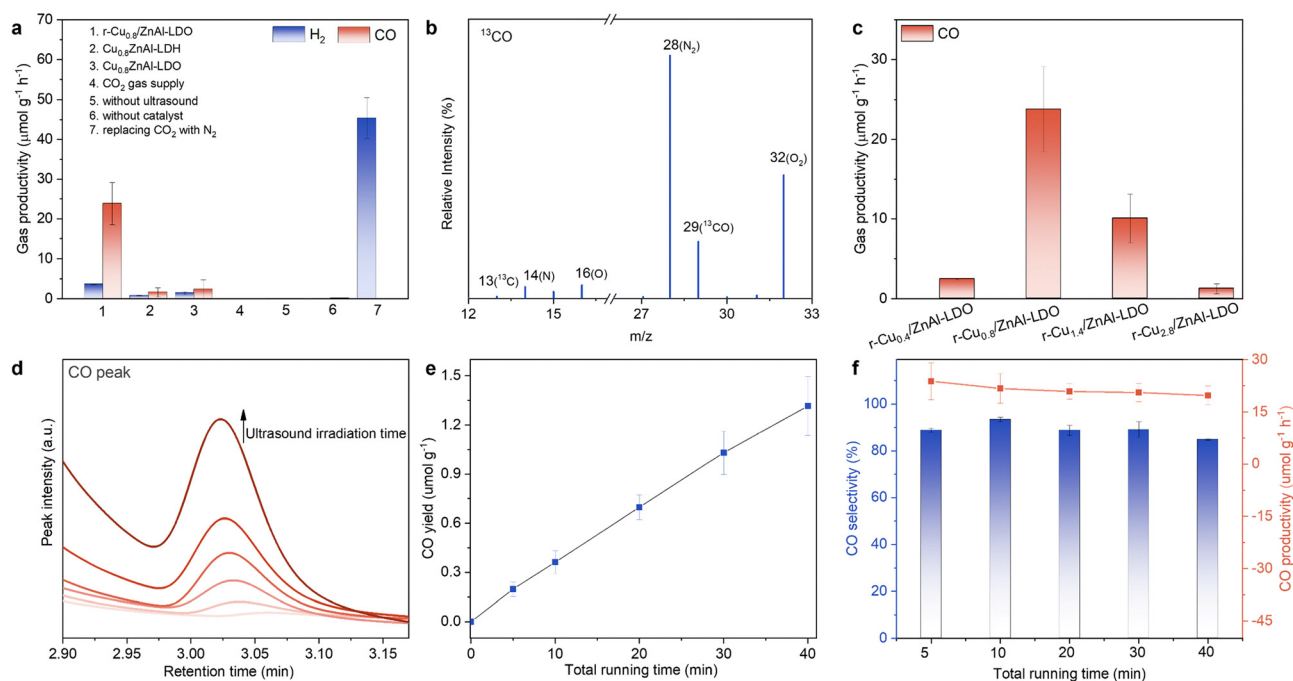 a
Gas productivity (μmol g⁻¹ h⁻¹)
70
60
50
40
30
20
10
0
1. r-Cu₀.₈/ZnAl-LDO
2. Cu₀.₈ZnAl-LDH
3. Cu₀.₈ZnAl-LDO
4. CO₂ gas supply
5. without ultrasound
6. without catalyst
7. replacing CO₂ with N₂
H₂ CO
1 2 3 4 5 6 7
b
¹³CO
Relative Intensity (%)
28(N₂)
32(O₂)
29(¹³CO)
13(¹³C)
14(N)
16(O)
12 14 16 27 29 31 33
m/z
c
CO
Gas productivity (μmol g⁻¹ h⁻¹)
30
20
10
0
r-Cu₀.₄/ZnAl-LDO
r-Cu₀.₈/ZnAl-LDO
r-Cu₁.₄/ZnAl-LDO
r-Cu₂.₈/ZnAl-LDO
d
CO peak
Ultrasound irradiation time
Peak intensity (a.u.)
2.90 2.95 3.00 3.05 3.10 3.15
Retention time (min)
e
CO yield (umol g⁻¹)
1.5
1.2
0.9
0.6
0.3
0.0
0 10 20 30 40
Total running time (min)
f
CO selectivity (%)
100
80
60
40
20
0
CO productivity (μmol g⁻¹ h⁻¹)
30
15
0
-15
-30
-45
5 10 20 30 40
Total running time (min)